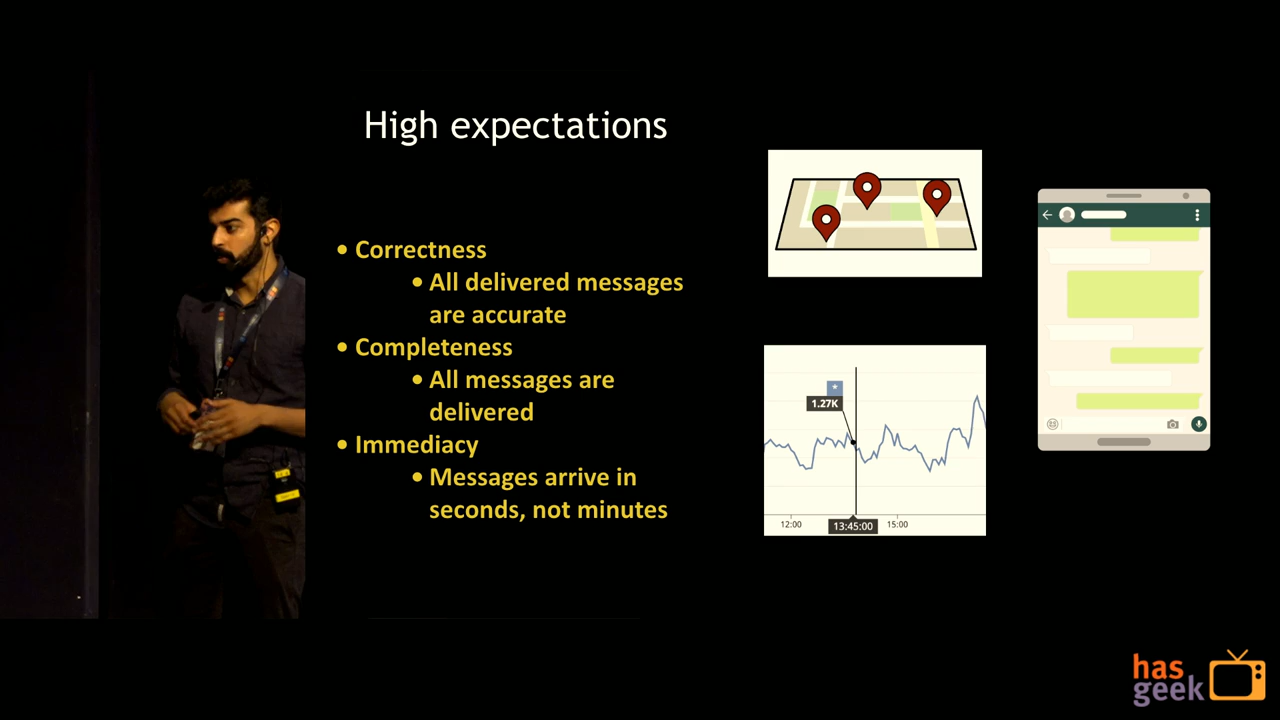 High expectations
• Correctness
• All delivered messages
are accurate
• Completeness
• All messages are
delivered
• Immediacy
• Messages arrive in
seconds, not minutes
1.27K
12:00
13:45:00
15:00
has
geek